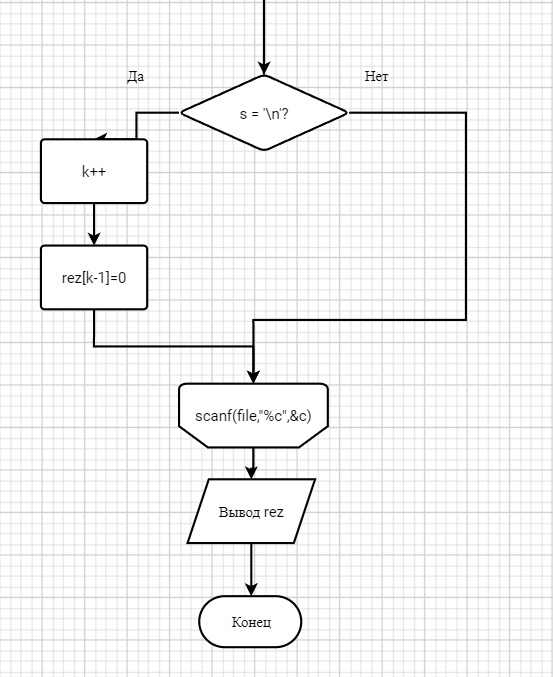 Да
Нет
s = '\n'?
k++
rez[k-1]=0
scanf(file,"%c",&c)
Вывод rez
Конец